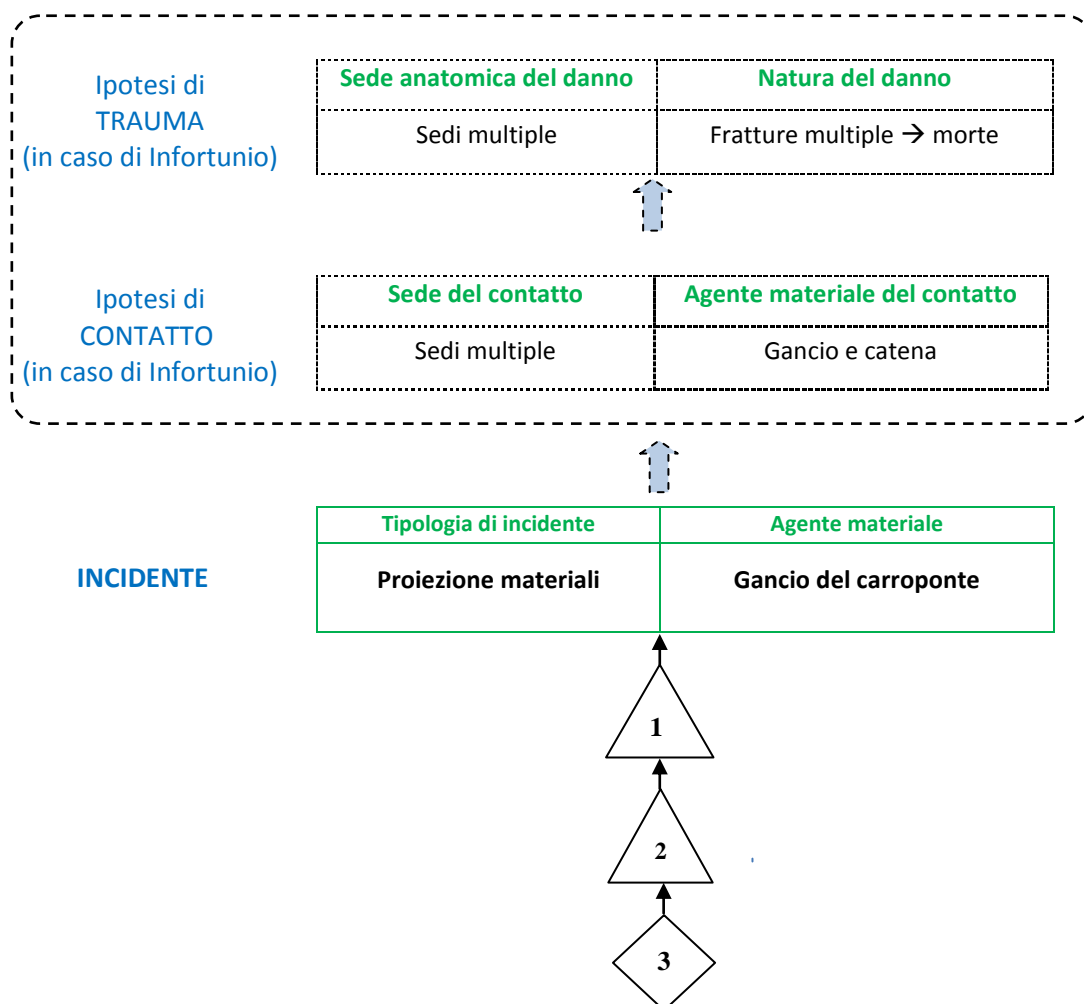 Ipotesi di
TRAUMA
(in caso di Infortunio)
Sede anatomica del danno
Natura del danno
Sedi multiple
Fratture multiple → morte
Ipotesi di
CONTATTO
(in caso di Infortunio)
Sede del contatto
Agente materiale del contatto
Sedi multiple
Gancio e catena
INCIDENTE
Tipologia di incidente
Agente materiale
Proiezione materiali
Gancio del carroponte
1
2
3